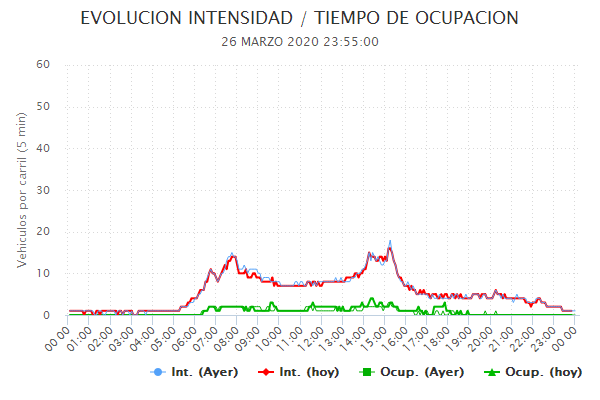 EVOLUCION INTENSIDAD / TIEMPO DE OCUPACION
26 MARZO 2020 23:55:00
Vehiculos por carril (5 min)
60
50
40
30
20
10
0
00:00 01:00 02:00 03:00 04:00 05:00 06:00 07:00 08:00 09:00 10:00 11:00 12:00 13:00 14:00 15:00 16:00 17:00 18:00 19:00 20:00 21:00 22:00 23:00 00:00
Int. (Ayer) Int. (hoy) Ocup. (Ayer) Ocup. (hoy)